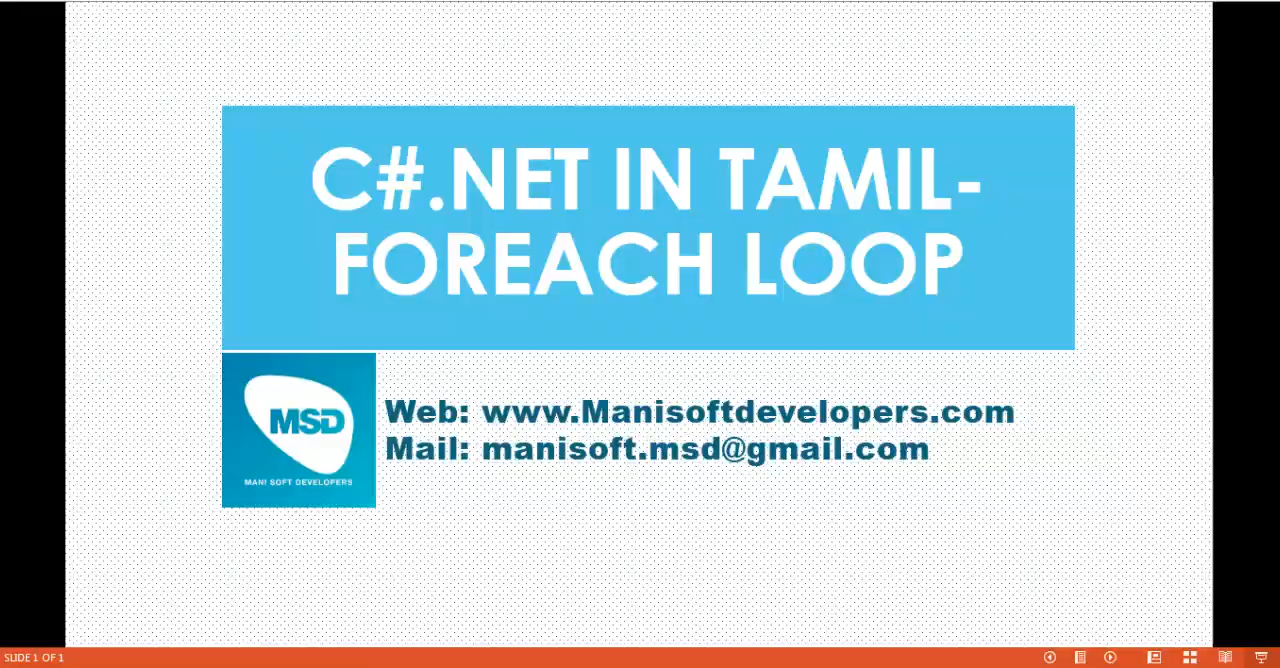 C#.NET IN TAMIL-
FOREACH LOOP
MSD
MANI SOFT DEVELOPERS
Web: www.Manisoftdevelopers.com
Mail: manisoft.msd@gmail.com
SLIDE 1 OF 1